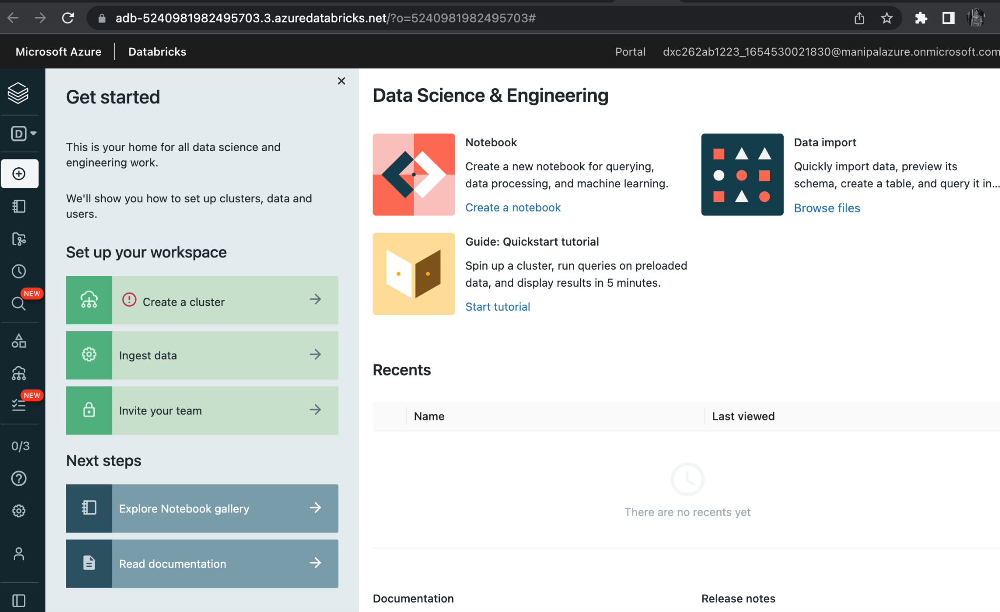 adb-5240981982495703.3.azuredatabricks.net/?o=5240981982495703#
Microsoft Azure
Databricks
Portal
dxc262ab1223_1654530021830@manipalazure.onmicrosoft.com
D
NEW
NEW
0/3
Get started
This is your home for all data science and
engineering work.
We'll show you how to set up clusters, data and
users.
Set up your workspace
Create a cluster
Ingest data
Invite your team
Next steps
Explore Notebook gallery
Read documentation
Data Science & Engineering
Notebook
Create a new notebook for querying,
data processing, and machine learning.
Create a notebook
Data import
Quickly import data, preview its
schema, create a table, and query it in...
Browse files
Guide: Quickstart tutorial
Spin up a cluster, run queries on preloaded
data, and display results in 5 minutes.
Start tutorial
Recents
Name
Last viewed
There are no recents yet
Documentation
Release notes